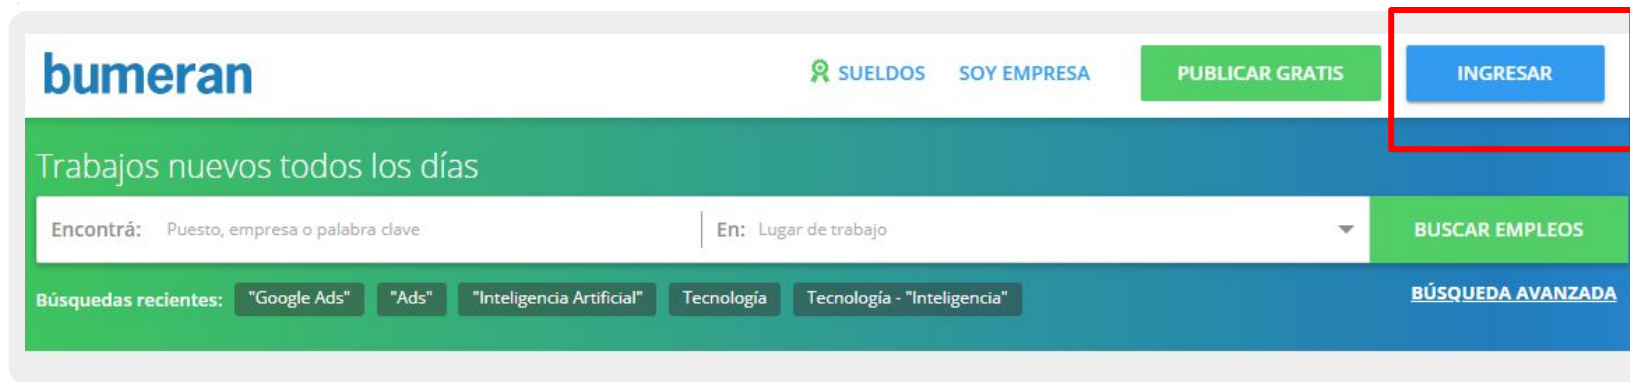 bumeran SUELDOS SOY EMPRESA PUBLICAR GRATIS INGRESAR
Trabajos nuevos todos los días
Encontrá: Puesto, empresa o palabra clave En: Lugar de trabajo BUSCAR EMPLEOS
Búsquedas recientes: "Google Ads" "Ads" "Inteligencia Artificial" Tecnología Tecnología - "Inteligencia" BÚSQUEDA AVANZADA